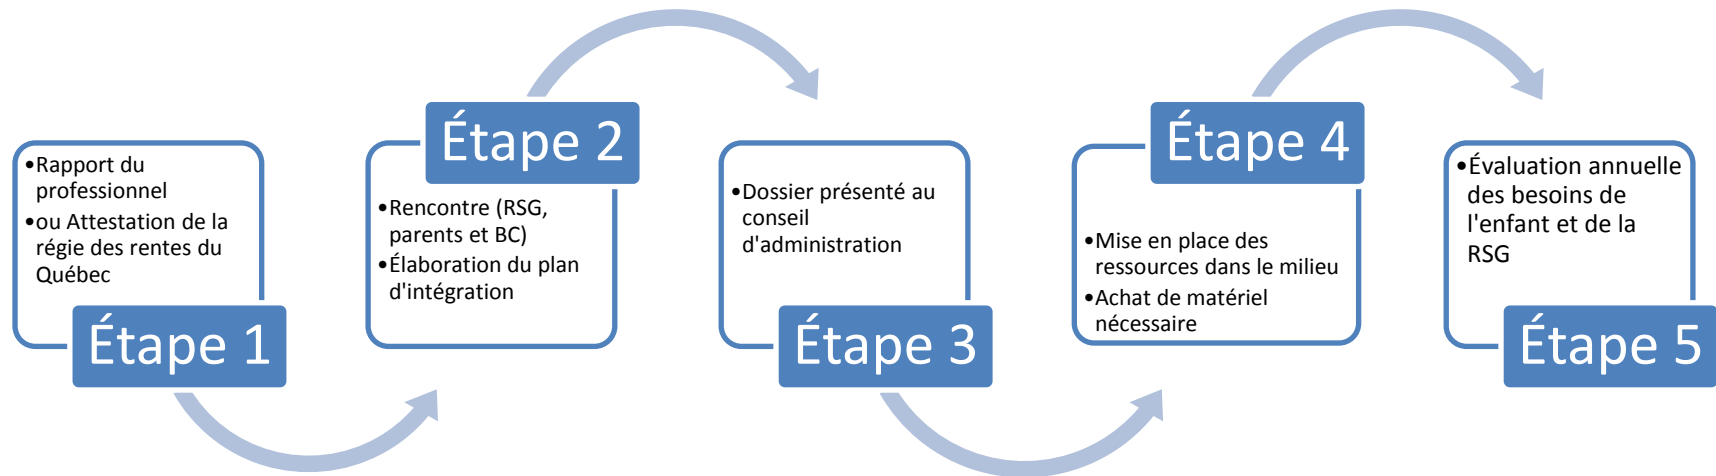 •Rapport du
professionnel
•ou Attestation de la
régie des rentes du
Québec
Étape 1
Étape 2
•Rencontre (RSG,
parents et BC)
•Élaboration du plan
d'intégration
•Dossier présenté au
conseil
d'administration
Étape 3
Étape 4
•Mise en place des
ressources dans le milieu
•Achat de matériel
nécessaire
•Évaluation annuelle
des besoins de
l'enfant et de la
RSG
Étape 5